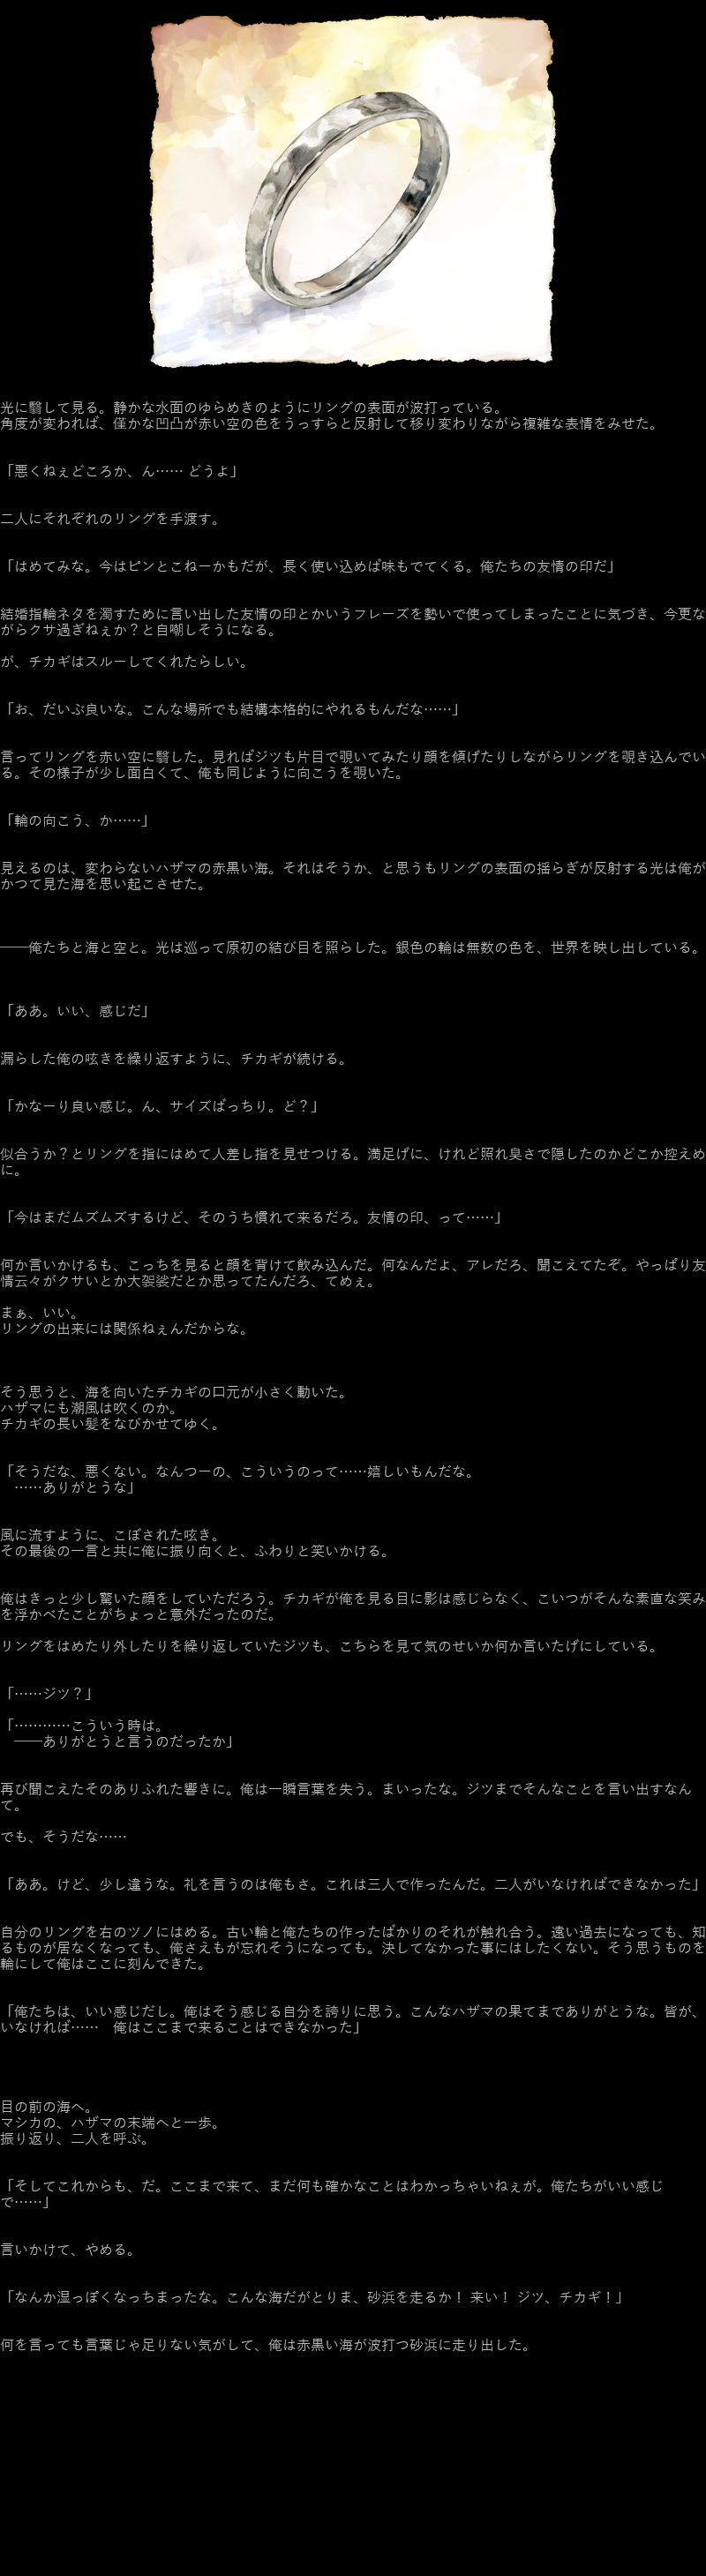 光に翳して見る。静かな水面のゆらめきのようにリングの表面が波打っている。
角度が変われば、僅かな凹凸が赤い空の色をうっすらと反射して移り変わりながら複雑な表情をみせた。
「悪くねぇどころか、ん…… どうよ」
二人にそれぞれのリングを手渡す。
「はめてみな。今はピンとこねーかもだが、長く使い込めば味もでてくる。俺たちの友情の印だ」
結婚指輪ネタを濁すために言い出した友情の印とかいうフレーズを勢いで使ってしまったことに気づき、今更な
がらクサ過ぎねぇか？と自嘲しそうになる。
が、チカギはスルーしてくれたらしい。
「お、だいぶ良いな。こんな場所でも結構本格的にやれるもんだな……」
言ってリングを赤い空に翳した。見ればジツも片目で覗いてみたり顔を傾げたりしながらリングを覗き込んでい
る。その様子が少し面白くて、俺も同じように向こうを覗いた。
「輪の向こう、か……」
見えるのは、変わらないハザマの赤黒い海。それはそうか、と思うもリングの表面の揺らぎが反射する光は俺が
かつて見た海を思い起こさせた。
――俺たちと海と空と。光は巡って原初の結び目を照らした。銀色の輪は無数の色を、世界を映し出している。
「ああ。いい、感じだ」
漏らした俺の呟きを繰り返すように、チカギが続ける。
「かなーり良い感じ。ん、サイズばっちり。ど？」
似合うか？とリングを指にはめて人差し指を見せつける。満足げに、けれど照れ臭さで隠したのかどこか控えめ
に。
「今はまだムズムズするけど、そのうち慣れて来るだろ。友情の印、って……」
何か言いかけるも、こっちを見ると顔を背けて飲み込んだ。何なんだよ、アレだろ、聞こえてたぞ。やっぱり友
情云々がクサいとか大袈裟だとか思ってたんだろ、てめぇ。
まぁ、いい。
リングの出来には関係ねぇんだからな。
そう思うと、海を向いたチカギの口元が小さく動いた。
ハザマにも潮風は吹くのか。
チカギの長い髪をなびかせてゆく。
「そうだな、悪くない。なんつーの、こういうのって……嬉しいもんだな。
　……ありがとうな」
風に流すように、こぼされた呟き。
その最後の一言と共に俺に振り向くと、ふわりと笑いかける。
俺はきっと少し驚いた顔をしていただろう。チカギが俺を見る目に影は感じらなく、こいつがそんな素直な笑み
を浮かべたことがちょっと意外だったのだ。
リングをはめたり外したりを繰り返していたジツも、こちらを見て気のせいか何か言いたげにしている。
「……ジツ？」
「…………こういう時は。
　――ありがとうと言うのだったか」
再び聞こえたそのありふれた響きに。俺は一瞬言葉を失う。まいったな。ジツまでそんなことを言い出すなん
て。
でも、そうだな……
「ああ。けど、少し違うな。礼を言うのは俺もさ。これは三人で作ったんだ。二人がいなければできなかった」
自分のリングを右のツノにはめる。古い輪と俺たちの作ったばかりのそれが触れ合う。遠い過去になっても、知
るものが居なくなっても、俺さえもが忘れそうになっても。決してなかった事にはしたくない。そう思うものを
輪にして俺はここに刻んできた。
「俺たちは、いい感じだし。俺はそう感じる自分を誇りに思う。こんなハザマの果てまでありがとうな。皆が、
いなければ……　俺はここまで来ることはできなかった」
目の前の海へ。
マシカの、ハザマの末端へと一歩。
振り返り、二人を呼ぶ。
「そしてこれからも、だ。ここまで来て、まだ何も確かなことはわかっちゃいねぇが。俺たちがいい感じ
で……」
言いかけて、やめる。
「なんか湿っぽくなっちまったな。こんな海だがとりま、砂浜を走るか！ 来い！ ジツ、チカギ！」
何を言っても言葉じゃ足りない気がして、俺は赤黒い海が波打つ砂浜に走り出した。